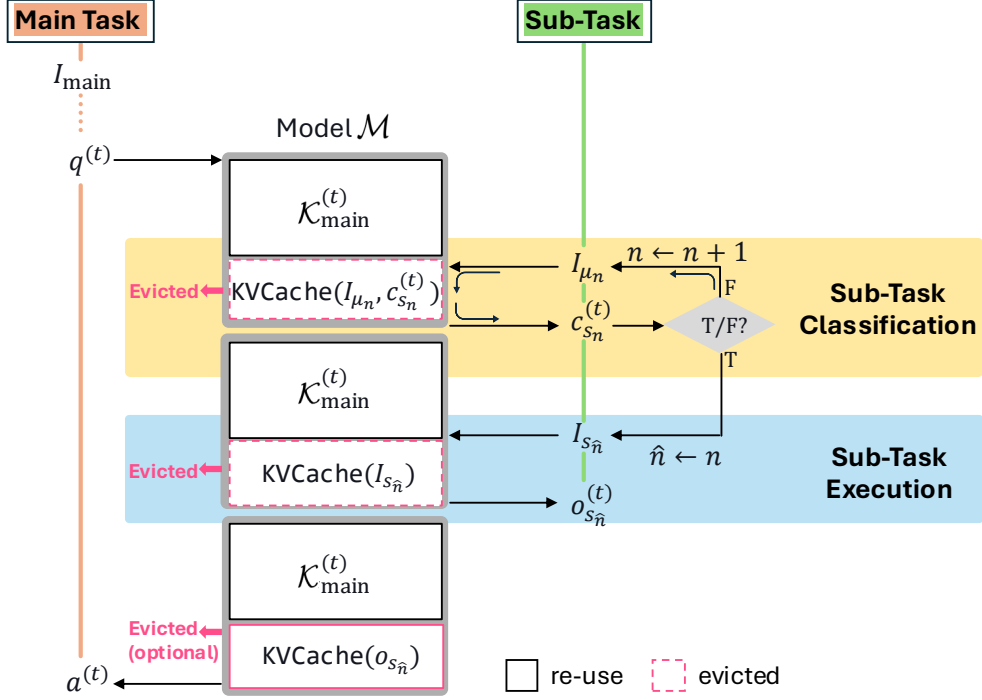 Main Task
Sub-Task
I_main
Model ℳ
q^(t)
𝒦_main^(t)
n ← n + 1
I_μn
F
Evicted
KVCache(I_μn, c_sn^(t))
c_sn^(t)
T/F?
Sub-Task
Classification
T
𝒦_main^(t)
I_sn̂
n̂ ← n
Evicted
KVCache(I_sn̂)
o_sn̂^(t)
Sub-Task
Execution
𝒦_main^(t)
Evicted
(optional)
KVCache(o_sn̂)
a^(t)
re-use
evicted